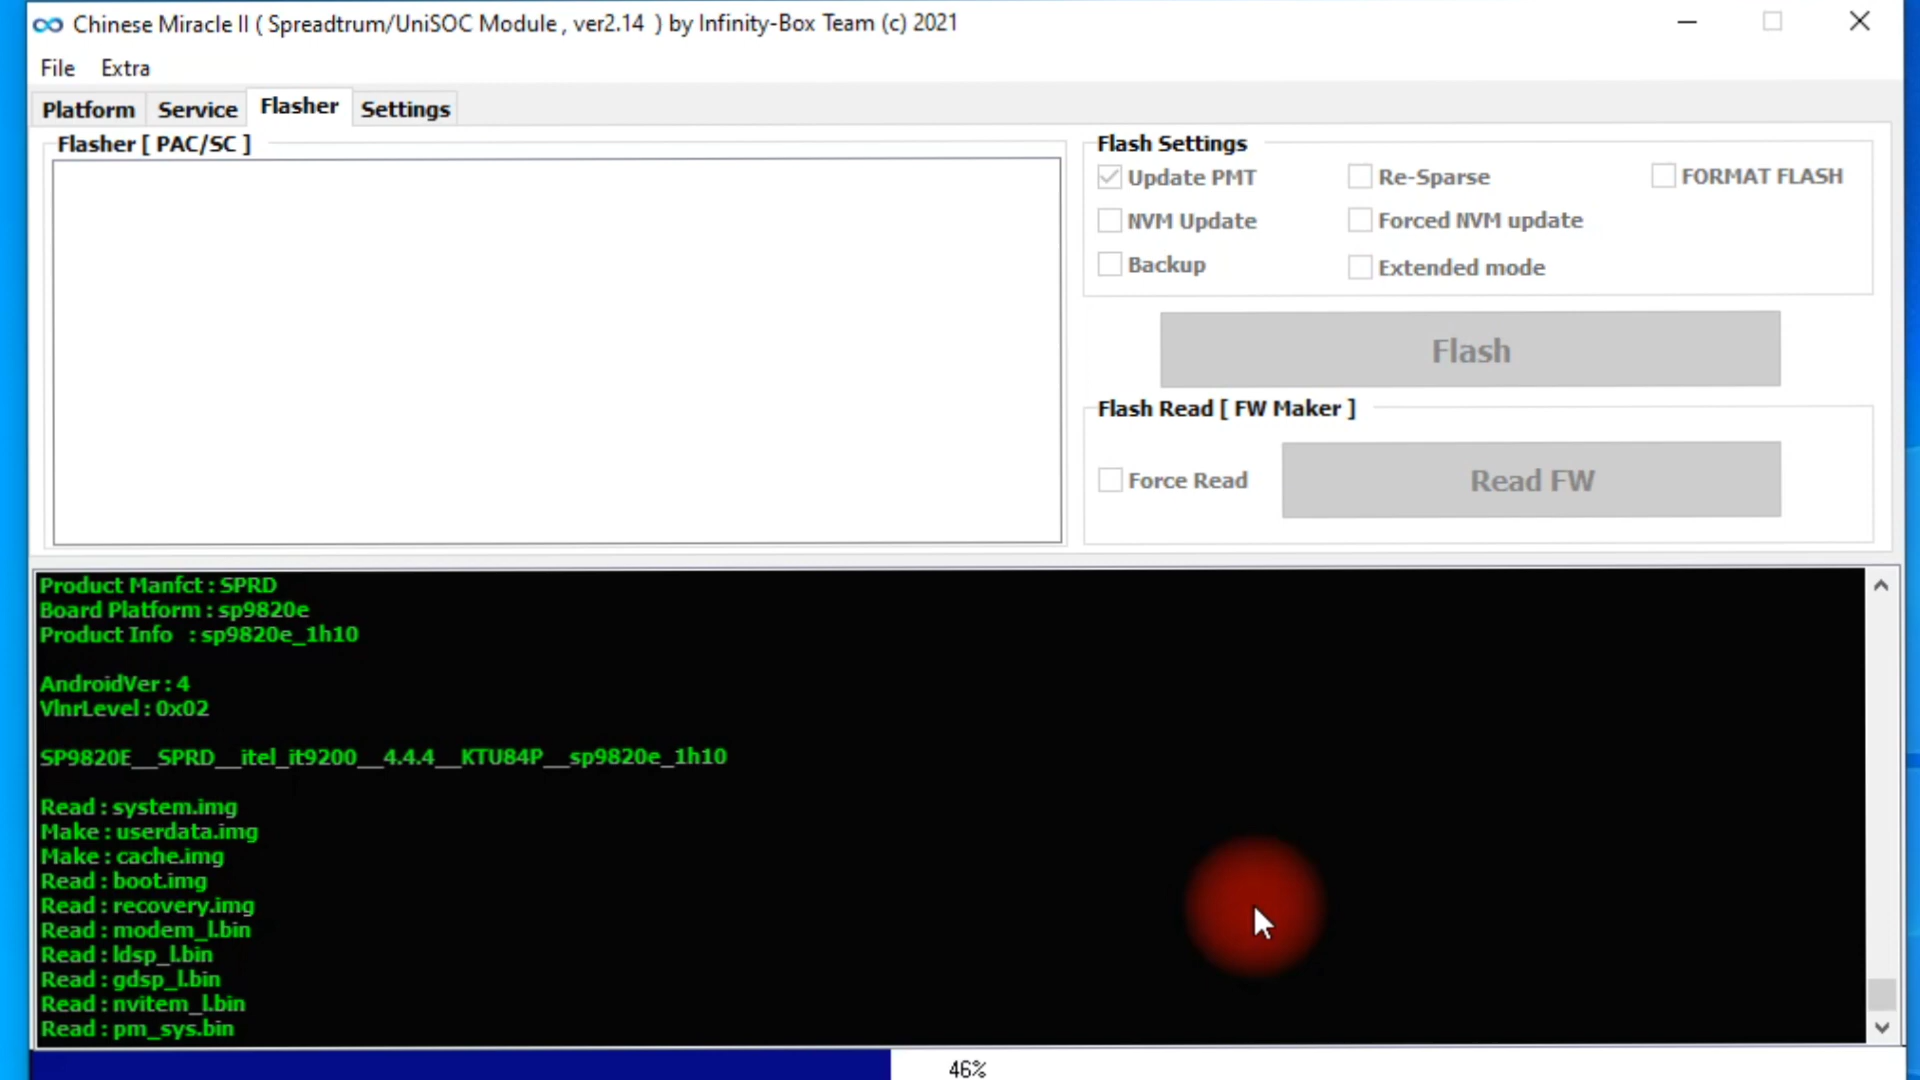 Chinese Miracle II ( Spreadtrum/UniSOC Module , ver2.14 ) by Infinity-Box Team (c) 2021
File Extra
Platform Service Flasher Settings
Flasher [ PAC/SC ]
Flash Settings
Update PMT Re-Sparse FORMAT FLASH
NVM Update Forced NVM update
Backup Extended mode
Flash
Flash Read [ FW Maker ]
Force Read Read FW
Product Manfct : SPRD
Board Platform : sp9820e
Product Info : sp9820e_1h10
AndroidVer : 4
VlnrLevel : 0x02
SP9820E__SPRD__itel_it9200__4.4.4__KTU84P__sp9820e_1h10
Read : system.img
Make : userdata.img
Make : cache.img
Read : boot.img
Read : recovery.img
Read : modem_l.bin
Read : ldsp_l.bin
Read : gdsp_l.bin
Read : nvitem_l.bin
Read : pm_sys.bin
46%